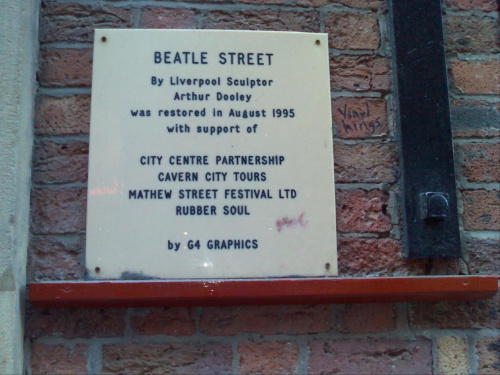 BEATLE STREET
By Liverpool Sculptor
Arthur Dooley
was restored in August 1995
with support of
CITY CENTRE PARTNERSHIP
CAVERN CITY TOURS
MATHEW STREET FESTIVAL LTD
RUBBER SOUL
by G4 GRAPHICS